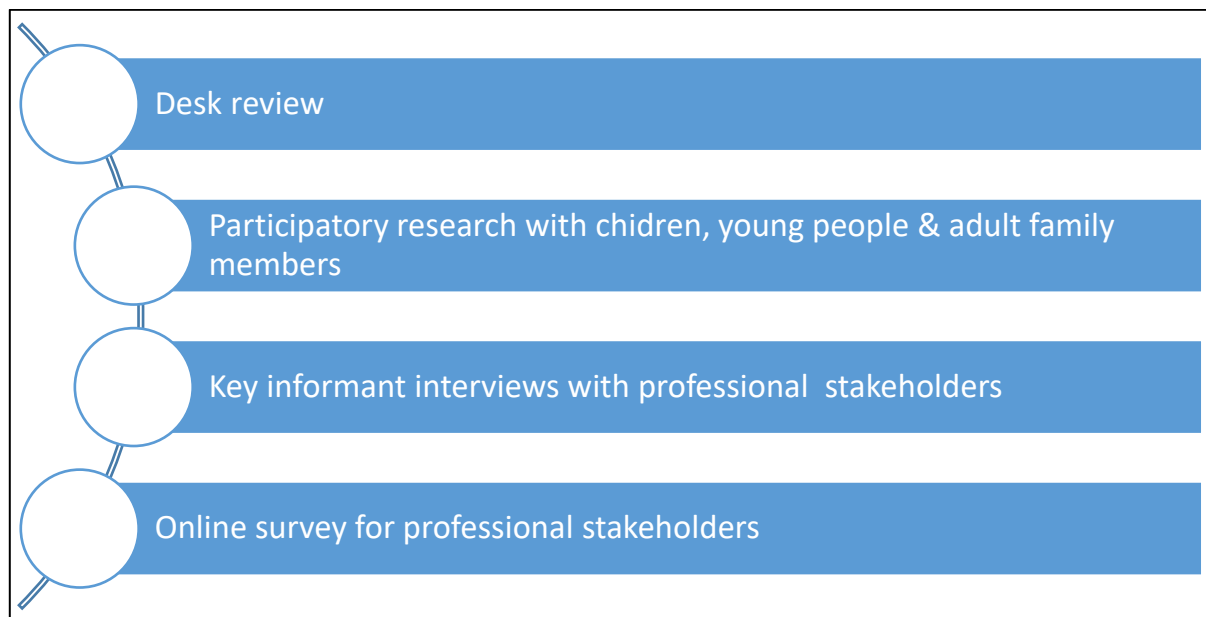 Desk review
Participatory research with chidren, young people & adult family
members
Key informant interviews with professional  stakeholders
Online survey for professional stakeholders